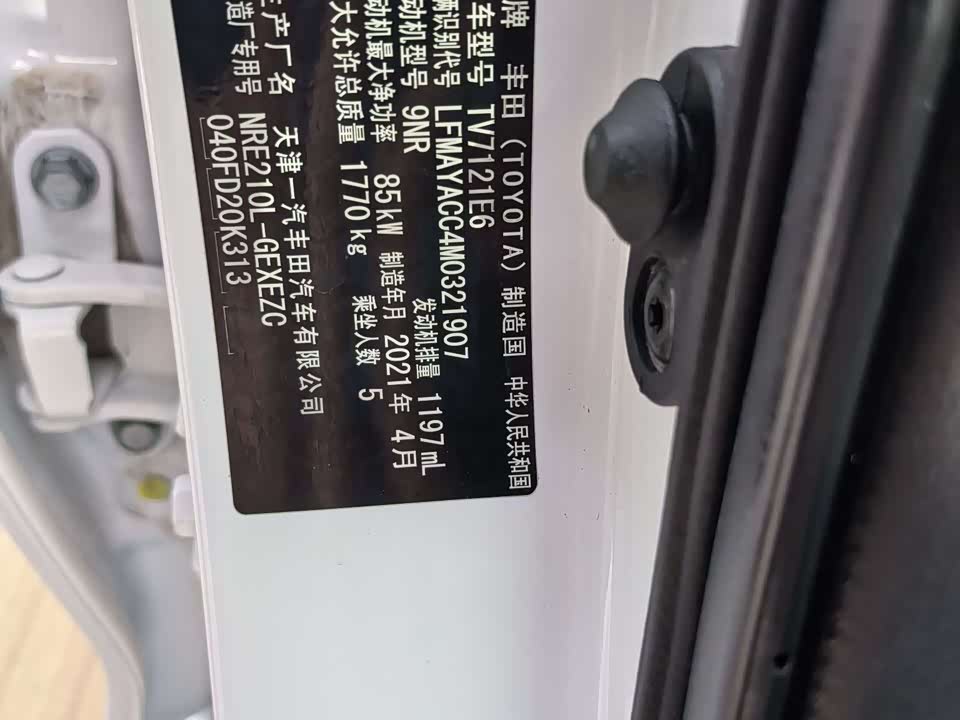 牌 丰田（TOYOTA） 制造国 中华人民共和国
车型号 TV7121E6
辆识别代号 LFMAYACC4M0321907
动机型号 9NR 发动机排量 1197 mL
动机最大净功率 85kW 制造年月 2021年 4月
大允许总质量 1770kg 乘坐人数 5
生产厂名 天津一汽丰田汽车有限公司
造厂专用号 NRE210L-GEXEZC
040FD20K313